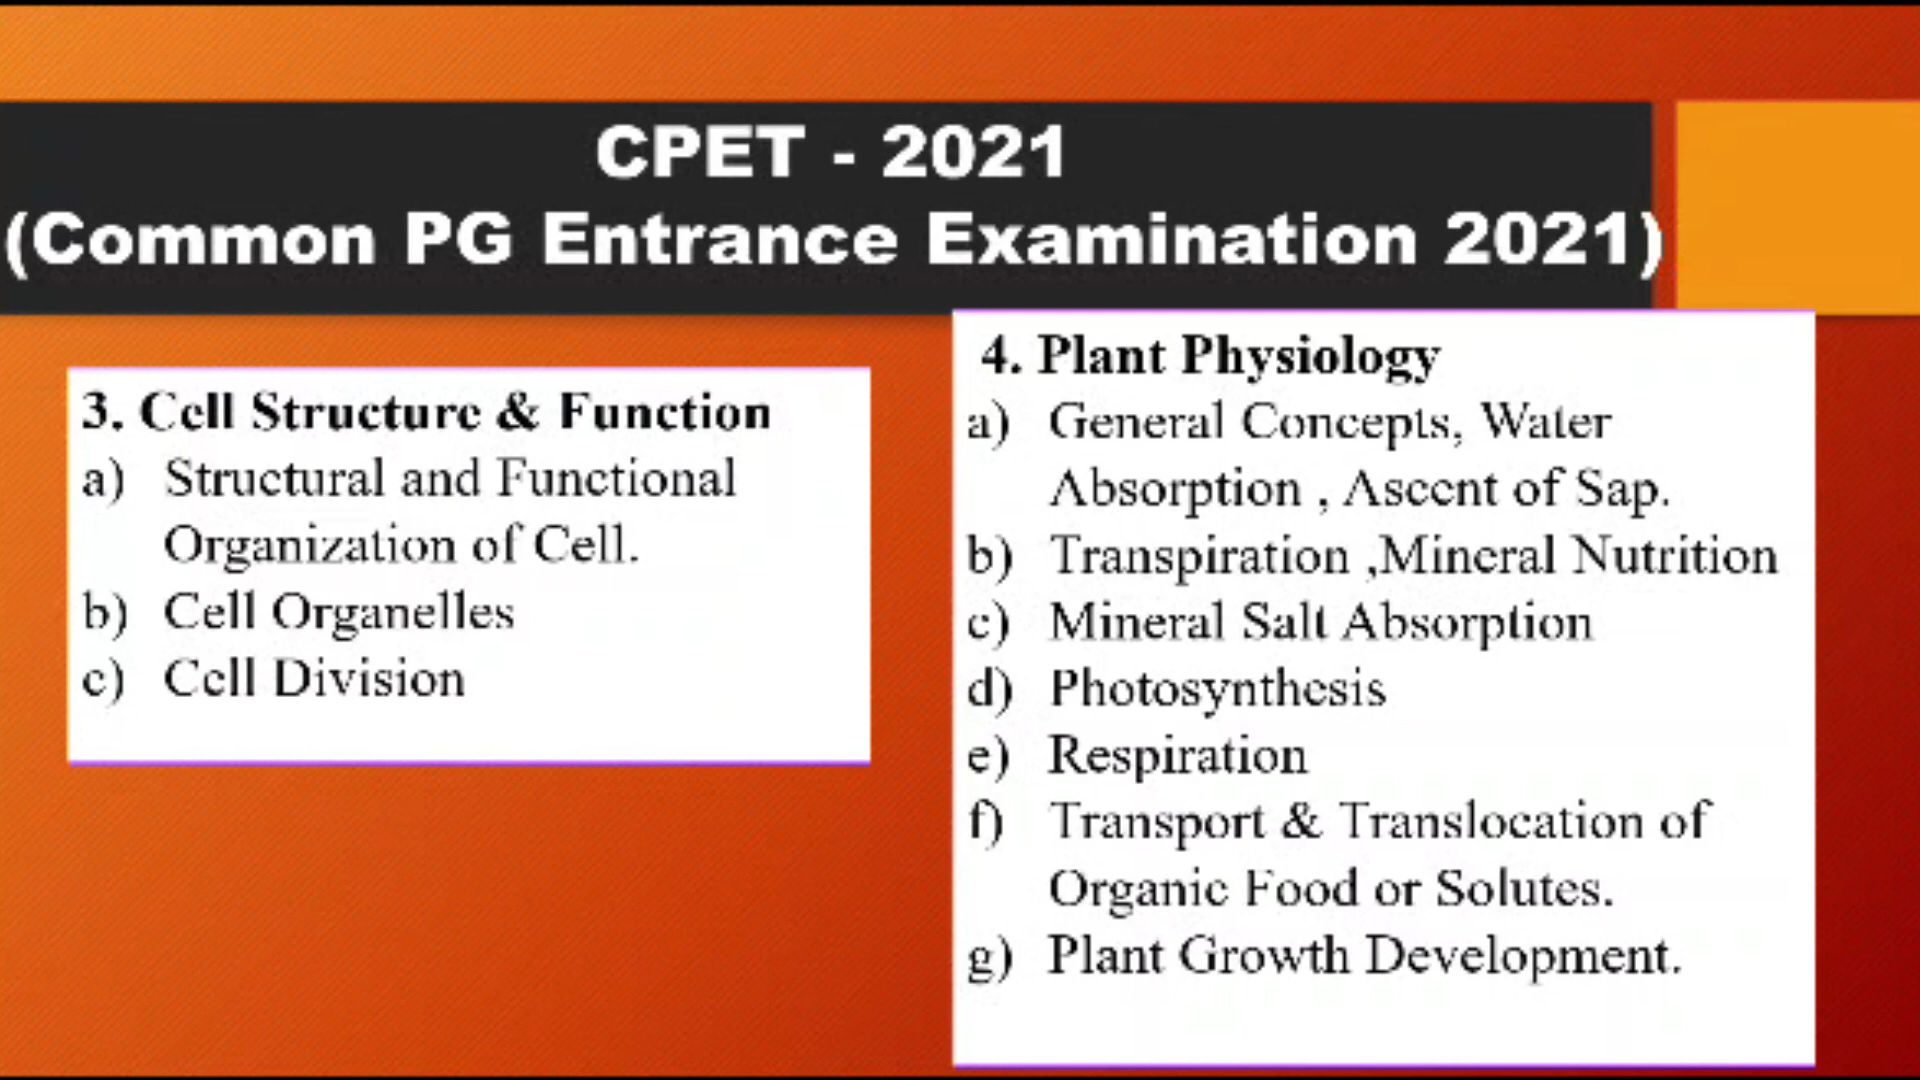 CPET - 2021
(Common PG Entrance Examination 2021)
3. Cell Structure & Function
a) Structural and Functional
Organization of Cell.
b) Cell Organelles
c) Cell Division
4. Plant Physiology
a) General Concepts, Water
Absorption , Ascent of Sap.
b) Transpiration ,Mineral Nutrition
c) Mineral Salt Absorption
d) Photosynthesis
e) Respiration
f) Transport & Translocation of
Organic Food or Solutes.
g) Plant Growth Development.